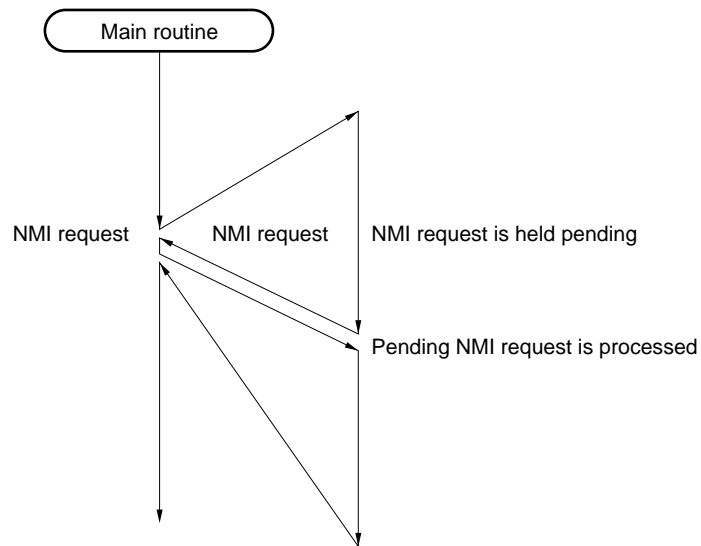 Main routine
NMI request
NMI request
NMI request is held pending
Pending NMI request is processed